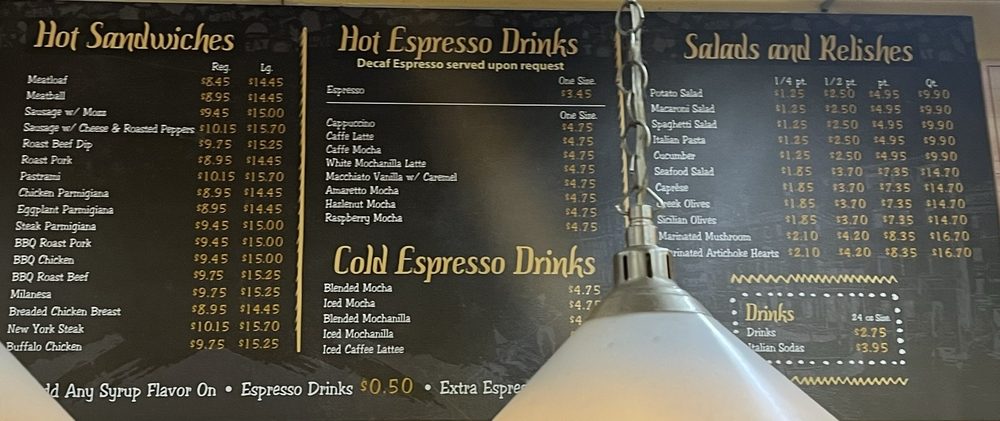 Hot Sandwiches
Reg. Lg.
Meatloaf $8.45 $14.45
Meatball $8.95 $14.45
Sausage w/ Mozz $9.45 $15.00
Sausage w/ Cheese & Roasted Peppers $10.15 $15.70
Roast Beef Dip $9.75 $15.25
Roast Pork $8.95 $14.45
Pastrami $10.15 $15.70
Chicken Parmigiana $8.95 $14.45
Eggplant Parmigiana $8.95 $14.45
Steak Parmigiana $9.45 $15.00
BBQ Roast Pork $9.45 $15.00
BBQ Chicken $9.45 $15.00
BBQ Roast Beef $9.75 $15.25
Milanesa $9.75 $15.25
Breaded Chicken Breast $8.95 $14.45
New York Steak $10.15 $15.70
Buffalo Chicken $9.75 $15.25
Hot Espresso Drinks
Decaf Espresso served upon request
One Size.
Espresso $3.45
One Size.
Cappuccino $4.75
Caffe Latte $4.75
Caffe Mocha $4.75
White Mochanilla Latte $4.75
Macchiato Vanilla w/ Caremel $4.75
Amaretto Mocha $4.75
Hazlenut Mocha $4.75
Raspberry Mocha $4.75
Cold Espresso Drinks
Blended Mocha $4.75
Iced Mocha $4.75
Blended Mochanilla $4
Iced Mochanilla
Iced Caffee Lattee
Salads and Relishes
1/4 pt. 1/2 pt. pt. Qt.
Potato Salad $1.25 $2.50 $4.95 $9.90
Macaroni Salad $1.25 $2.50 $4.95 $9.90
Spaghetti Salad $1.25 $2.50 $4.95 $9.90
Italian Pasta $1.25 $2.50 $4.95 $9.90
Cucumber $1.25 $2.50 $4.95 $9.90
Seafood Salad $1.85 $3.70 $7.35 $14.70
Caprése $1.85 $3.70 $7.35 $14.70
Greek Olives $1.85 $3.70 $7.35 $14.70
Sicilian Olives $1.85 $3.70 $7.35 $14.70
Marinated Mushroom $2.10 $4.20 $8.35 $16.70
rinated Artichoke Hearts $2.10 $4.20 $8.35 $16.70
Drinks 24 oz Size.
Drinks $2.75
Italian Sodas $3.95
dd Any Syrup Flavor On • Espresso Drinks $0.50 • Extra Espre